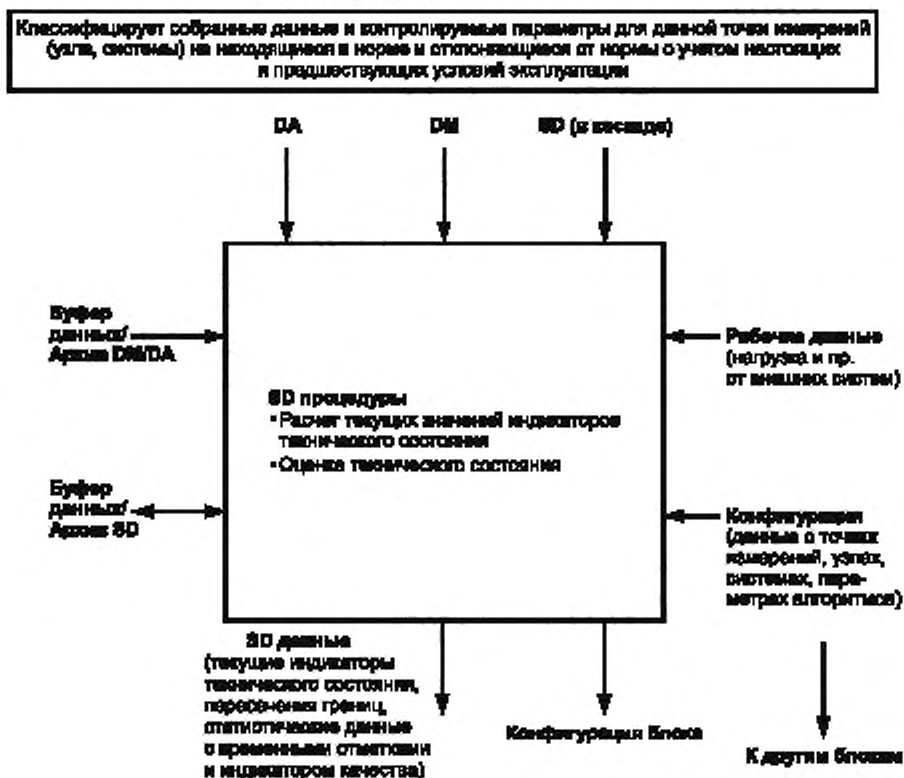 Классифицирует собранные данные и контролируемые параметры для данной точки измерений
(узла, системы) на находящиеся в норме и отклоняющиеся от нормы с учетом настоящих
и предшествующих условий эксплуатации
DA
DM
SD (в каскаде)
Буфер
данных/
Архив DM/DA
Рабочие данные
(нагрузка и пр.
от внешних систем)
SD процедуры
• Расчет текущих значений индикаторов
технического состояния
• Оценка технического состояния
Буфер
данных/
Архив SD
Конфигурация
(данные о точках
измерений, узлах,
системах, пара-
метрах алгоритмов)
SD данные
(текущие индикаторы
технического состояния,
пересечения границ,
статистические данные
с временными отметками
и индикатором качества)
Конфигурация блока
К другим блокам